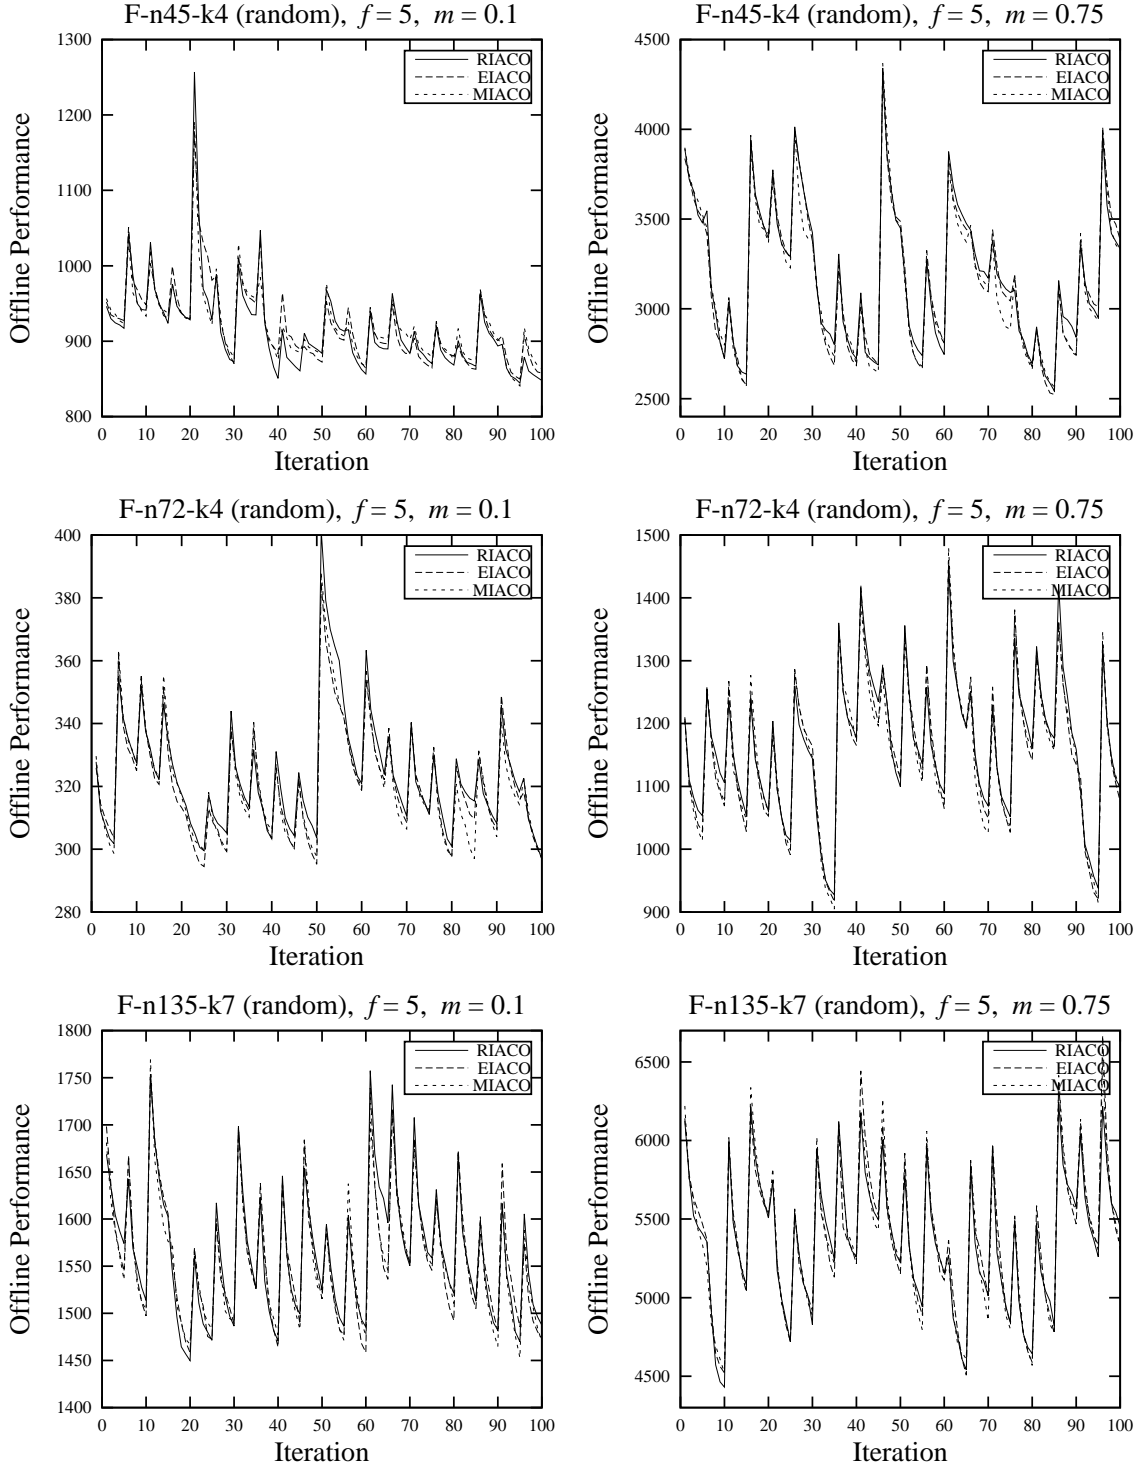 F-n45-k4 (random), f = 5, m = 0.1
Offline Performance
1300
1200
1100
1000
900
800
RIACO
EIACO
MIACO
0 10 20 30 40 50 60 70 80 90 100
Iteration
F-n45-k4 (random), f = 5, m = 0.75
Offline Performance
4500
4000
3500
3000
2500
RIACO
EIACO
MIACO
0 10 20 30 40 50 60 70 80 90 100
Iteration
F-n72-k4 (random), f = 5, m = 0.1
Offline Performance
400
380
360
340
320
300
280
RIACO
EIACO
MIACO
0 10 20 30 40 50 60 70 80 90 100
Iteration
F-n72-k4 (random), f = 5, m = 0.75
Offline Performance
1500
1400
1300
1200
1100
1000
900
RIACO
EIACO
MIACO
0 10 20 30 40 50 60 70 80 90 100
Iteration
F-n135-k7 (random), f = 5, m = 0.1
Offline Performance
1800
1750
1700
1650
1600
1550
1500
1450
1400
RIACO
EIACO
MIACO
0 10 20 30 40 50 60 70 80 90 100
Iteration
F-n135-k7 (random), f = 5, m = 0.75
Offline Performance
6500
6000
5500
5000
4500
RIACO
EIACO
MIACO
0 10 20 30 40 50 60 70 80 90 100
Iteration